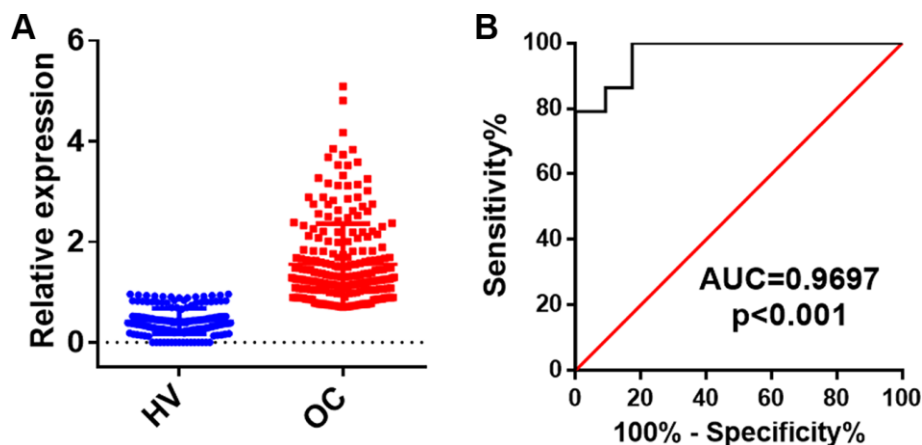 A
Relative expression
6
4
2
0
HV
OC
B
Sensitivity%
100
80
60
40
20
0
AUC=0.9697
p<0.001
0 20 40 60 80 100
100% - Specificity%